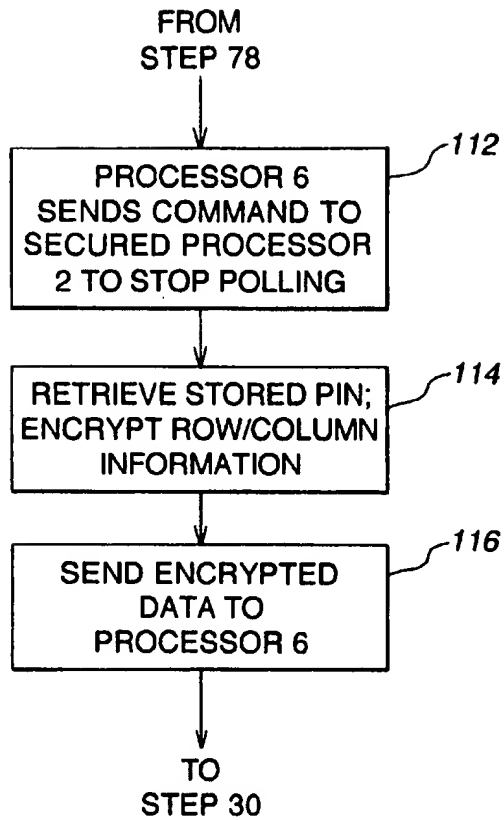 FROM
STEP 78
112
PROCESSOR 6
SENDS COMMAND TO
SECURED PROCESSOR
2 TO STOP POLLING
114
RETRIEVE STORED PIN;
ENCRYPT ROW/COLUMN
INFORMATION
116
SEND ENCRYPTED
DATA TO
PROCESSOR 6
TO
STEP 30